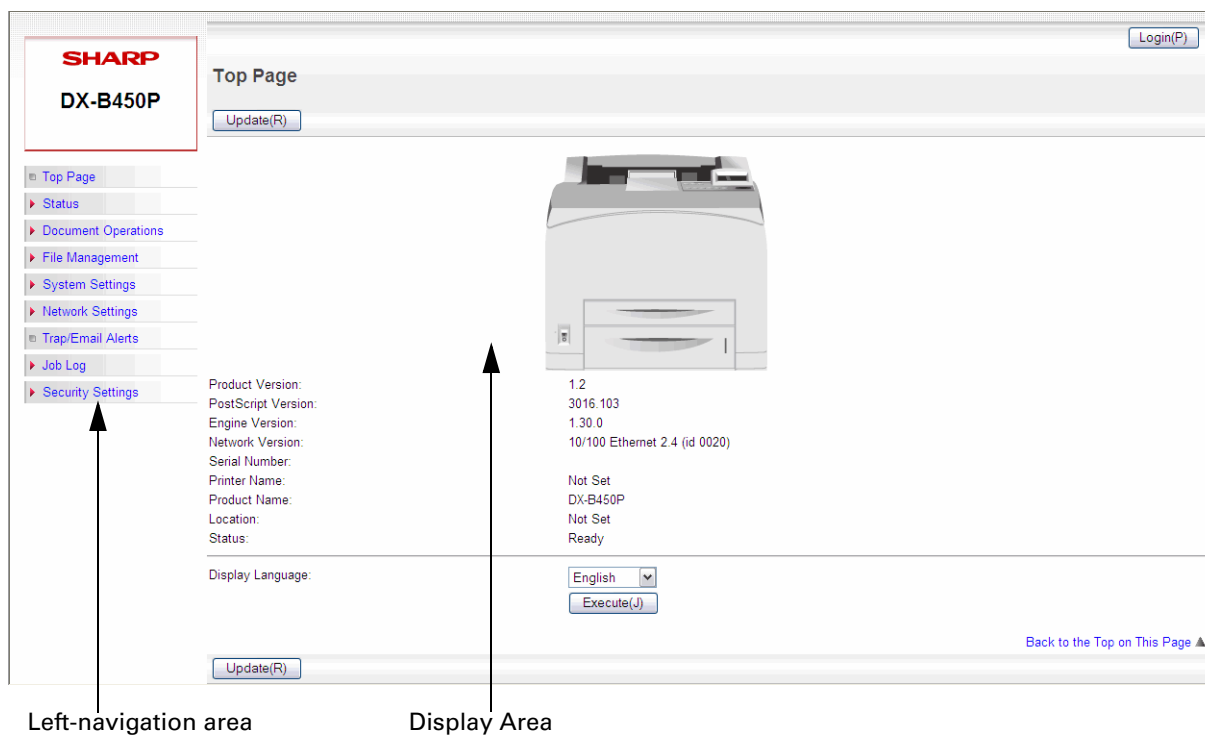 Login(P)
SHARP
DX-B450P
Top Page
Update(R)
Top Page
Status
Document Operations
File Management
System Settings
Network Settings
Trap/Email Alerts
Job Log
Security Settings
Product Version: 1.2
PostScript Version: 3016.103
Engine Version: 1.30.0
Network Version: 10/100 Ethernet 2.4 (id 0020)
Serial Number:
Printer Name: Not Set
Product Name: DX-B450P
Location: Not Set
Status: Ready
Display Language: English
Execute(J)
Back to the Top on This Page
Update(R)
Left-navigation area Display Area